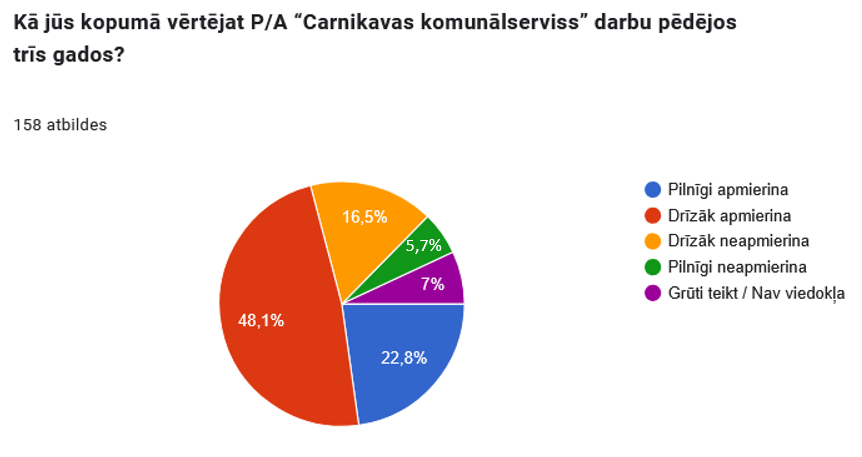 Kā jūs kopumā vērtējat P/A “Carnikavas komunālserviss” darbu pēdējos
trīs gados?
158 atbildes
16,5%
5,7%
7%
48,1%
22,8%
Pilnīgi apmierina
Drīzāk apmierina
Drīzāk neapmierina
Pilnīgi neapmierina
Grūti teikt / Nav viedokļa